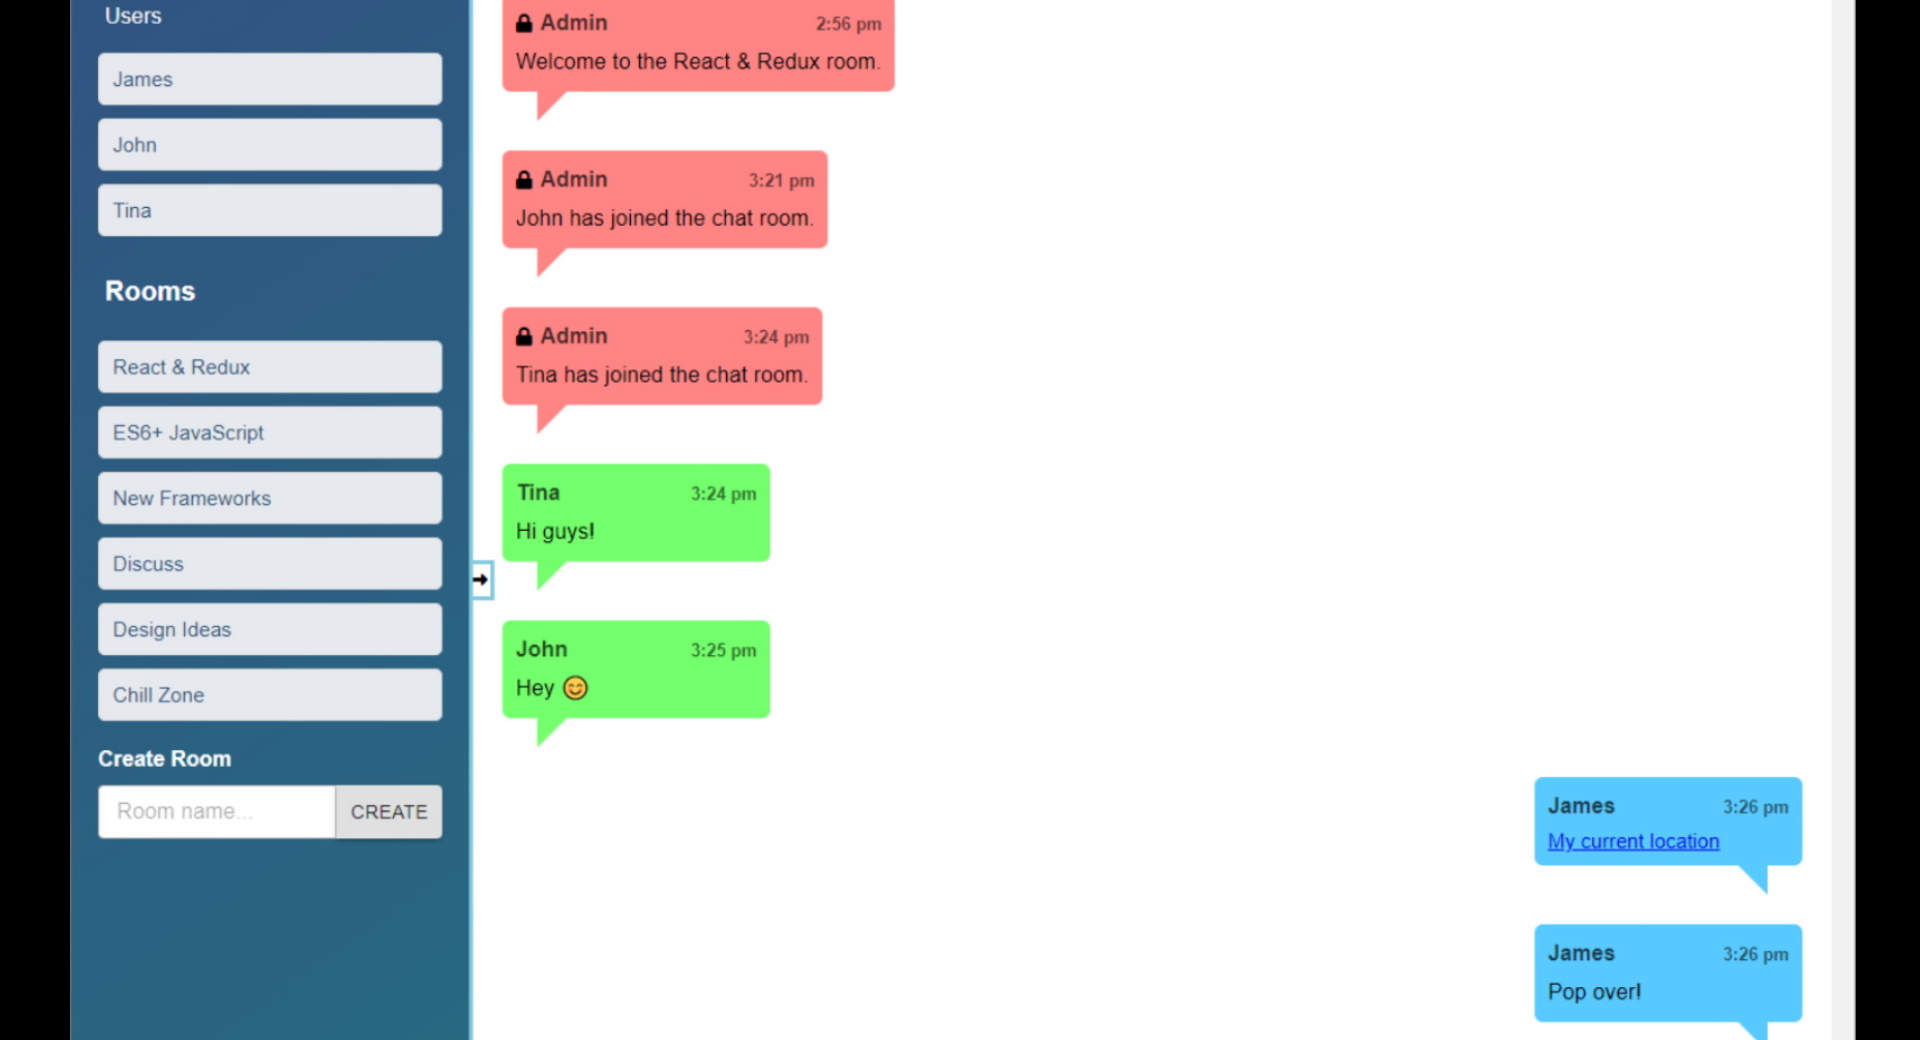 Users
James
John
Tina
Rooms
React & Redux
ES6+ JavaScript
New Frameworks
Discuss
Design Ideas
Chill Zone
Create Room
Room name...
CREATE
Admin 2:56 pm
Welcome to the React & Redux room.
Admin 3:21 pm
John has joined the chat room.
Admin 3:24 pm
Tina has joined the chat room.
Tina 3:24 pm
Hi guys!
John 3:25 pm
Hey 😊
James 3:26 pm
My current location
James 3:26 pm
Pop over!